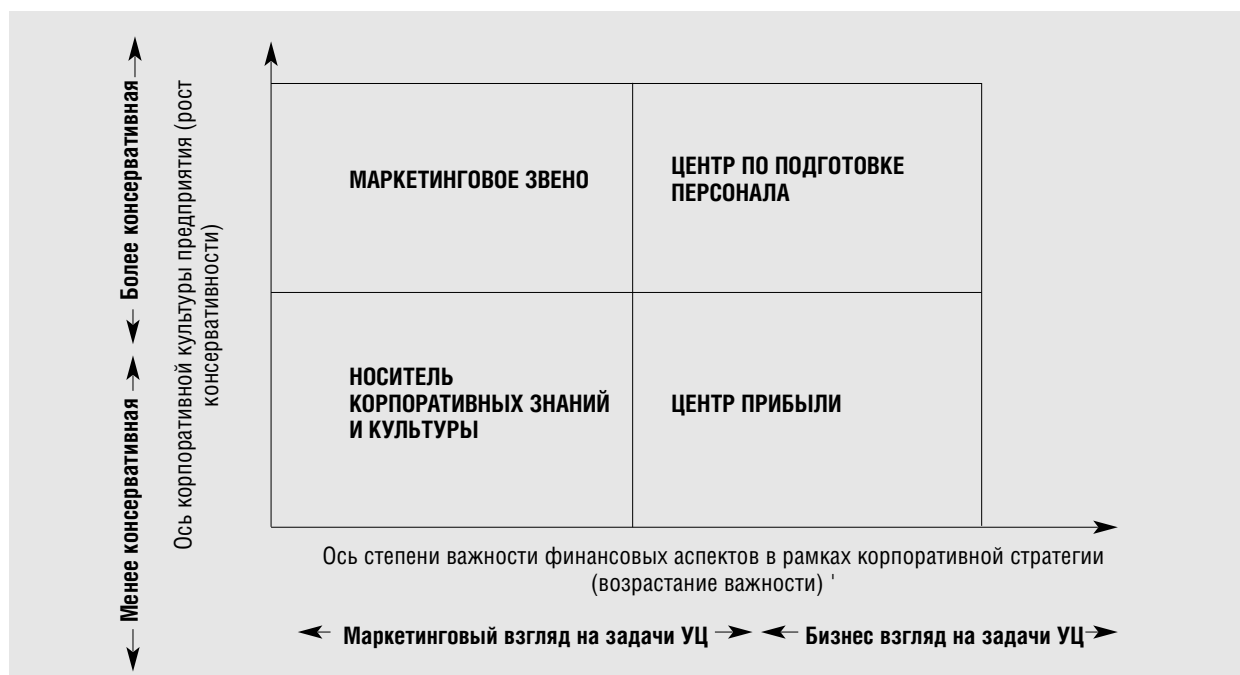 Более консервативная
Менее консервативная
Ось корпоративной культуры предприятия (рост
консервативности)
МАРКЕТИНГОВОЕ ЗВЕНО
ЦЕНТР ПО ПОДГОТОВКЕ
ПЕРСОНАЛА
НОСИТЕЛЬ
КОРПОРАТИВНЫХ ЗНАНИЙ
И КУЛЬТУРЫ
ЦЕНТР ПРИБЫЛИ
Ось степени важности финансовых аспектов в рамках корпоративной стратегии
(возрастание важности) '
Маркетинговый взгляд на задачи УЦ
Бизнес взгляд на задачи УЦ